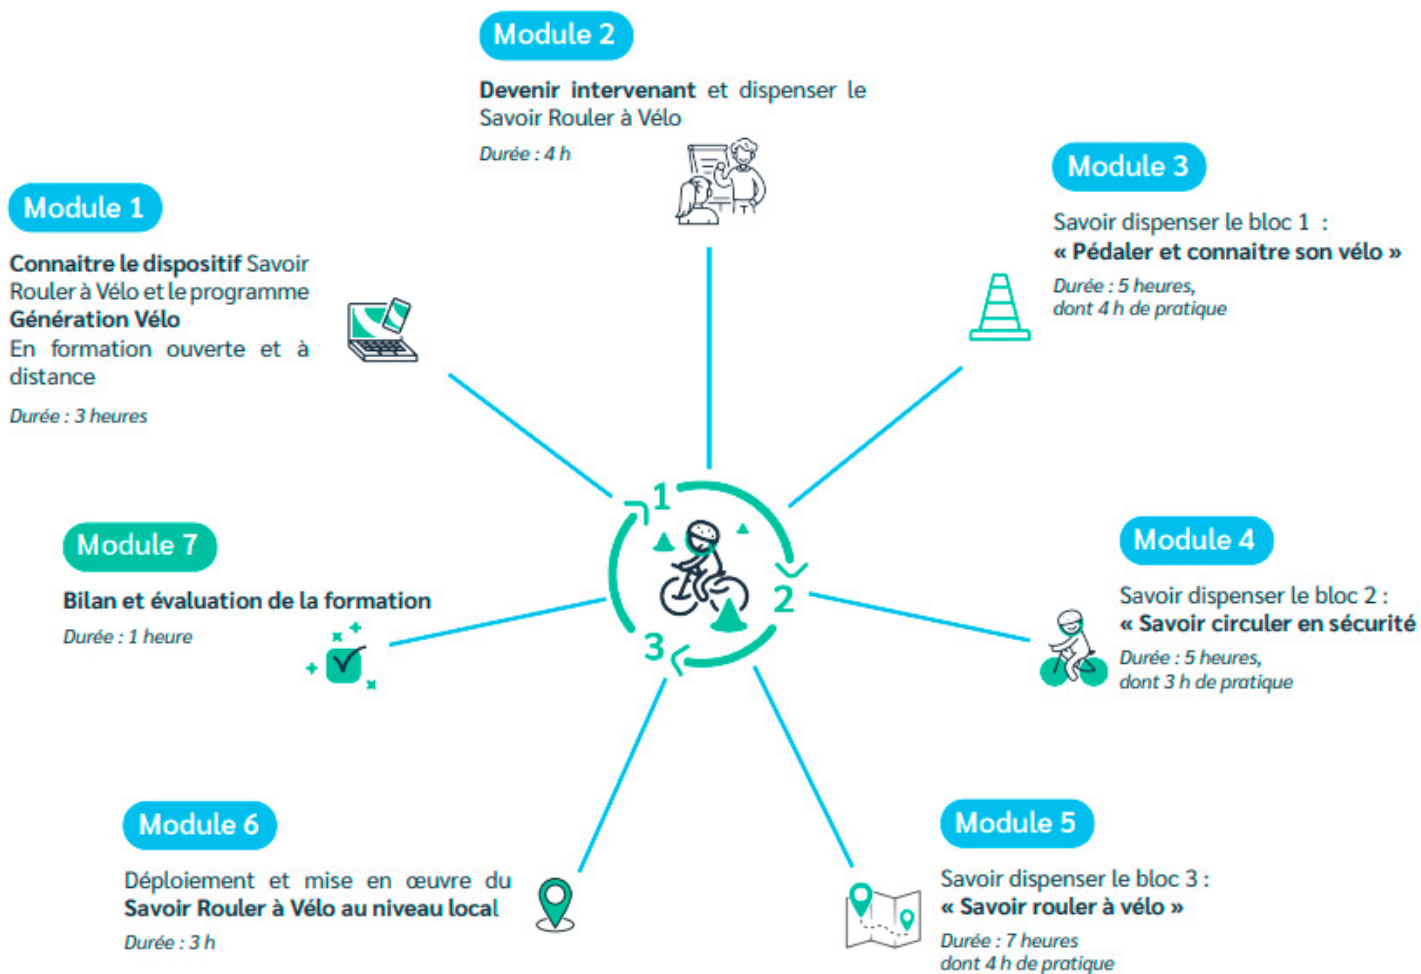 Module 1
Connaitre le dispositif Savoir
Rouler à Vélo et le programme
Génération Vélo
En formation ouverte et à
distance
Durée : 3 heures
Module 2
Devenir intervenant et dispenser le
Savoir Rouler à Vélo
Durée : 4 h
Module 3
Savoir dispenser le bloc 1 :
« Pédaler et connaitre son vélo »
Durée : 5 heures,
dont 4 h de pratique
Module 4
Savoir dispenser le bloc 2 :
« Savoir circuler en sécurité
Durée : 5 heures,
dont 3 h de pratique
Module 5
Savoir dispenser le bloc 3 :
« Savoir rouler à vélo »
Durée : 7 heures
dont 4 h de pratique
Module 6
Déploiement et mise en œuvre du
Savoir Rouler à Vélo au niveau local
Durée : 3 h
Module 7
Bilan et évaluation de la formation
Durée : 1 heure
1
2
3